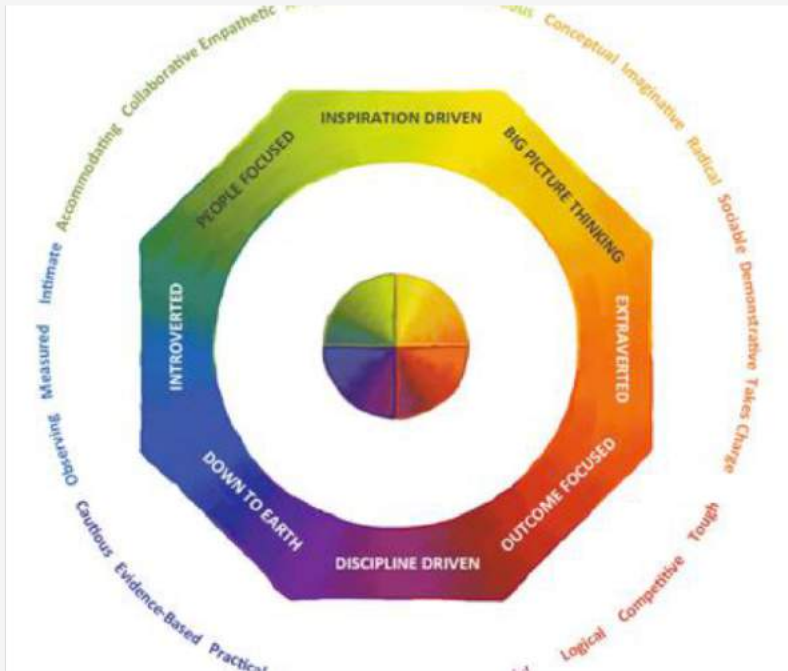 Accommodating Collaborative Empathetic
Conceptual Imaginative Radical
Sociable Demonstrative Takes Charge
Logical Competitive Tough
Cautious Evidence-Based Practical
Observing Measured Intimate
INSPIRATION DRIVEN
BIG PICTURE THINKING
EXTRAVERTED
OUTCOME FOCUSED
DISCIPLINE DRIVEN
DOWN TO EARTH
INTROVERTED
PEOPLE FOCUSED